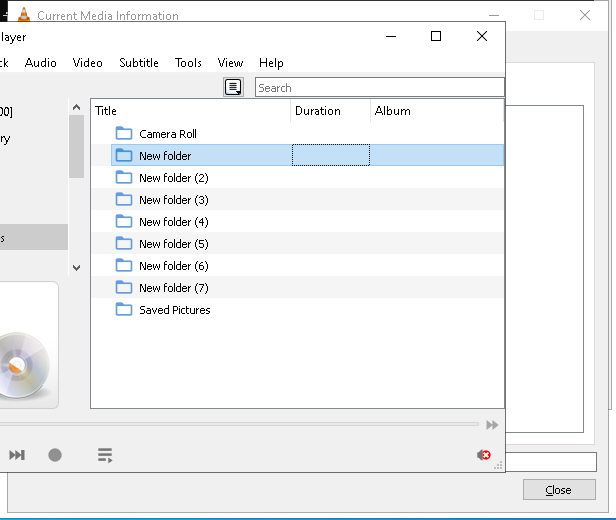 Current Media Information
layer
ck Audio Video Subtitle Tools View Help
Search
00]
ry
s
Title Duration Album
Camera Roll
New folder
New folder (2)
New folder (3)
New folder (4)
New folder (5)
New folder (6)
New folder (7)
Saved Pictures
Close